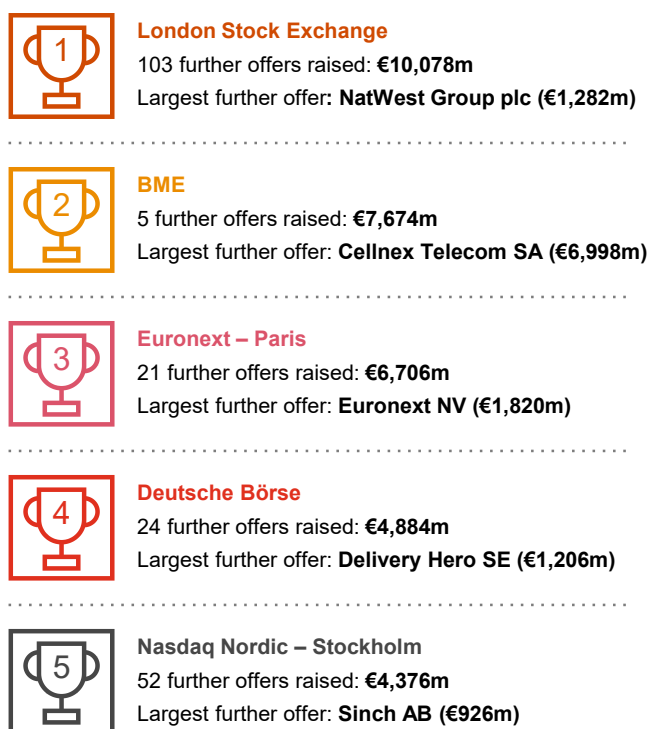 1
London Stock Exchange
103 further offers raised: €10,078m
Largest further offer: NatWest Group plc (€1,282m)
2
BME
5 further offers raised: €7,674m
Largest further offer: Cellnex Telecom SA (€6,998m)
3
Euronext – Paris
21 further offers raised: €6,706m
Largest further offer: Euronext NV (€1,820m)
4
Deutsche Börse
24 further offers raised: €4,884m
Largest further offer: Delivery Hero SE (€1,206m)
5
Nasdaq Nordic – Stockholm
52 further offers raised: €4,376m
Largest further offer: Sinch AB (€926m)